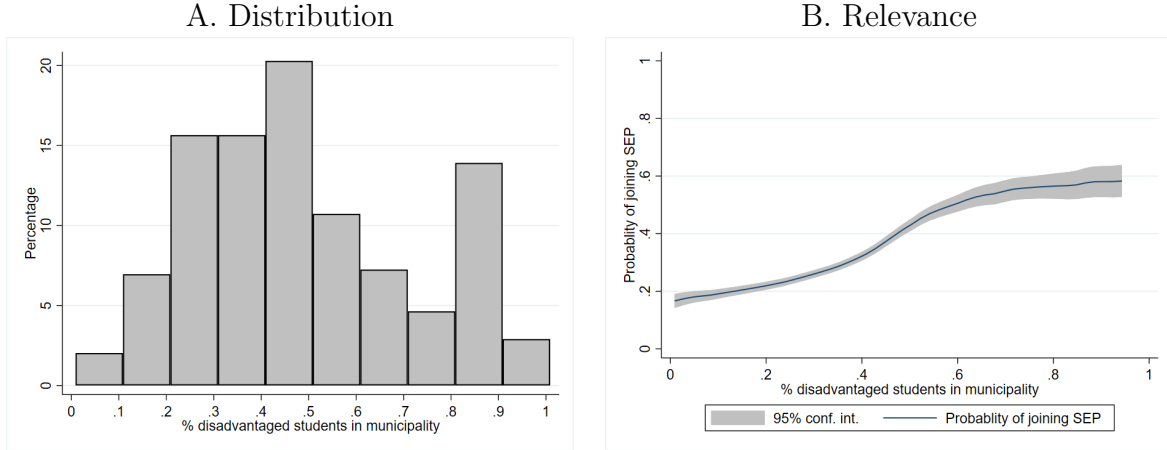 A. Distribution
Percentage
20
15
10
5
0
0 .1 .2 .3 .4 .5 .6 .7 .8 .9 1
% disadvantaged students in municipality
B. Relevance
Probablity of joining SEP
1
.8
.6
.4
.2
0
0 .2 .4 .6 .8 1
% disadvantaged students in municipality
95% conf. int. Probablity of joining SEP